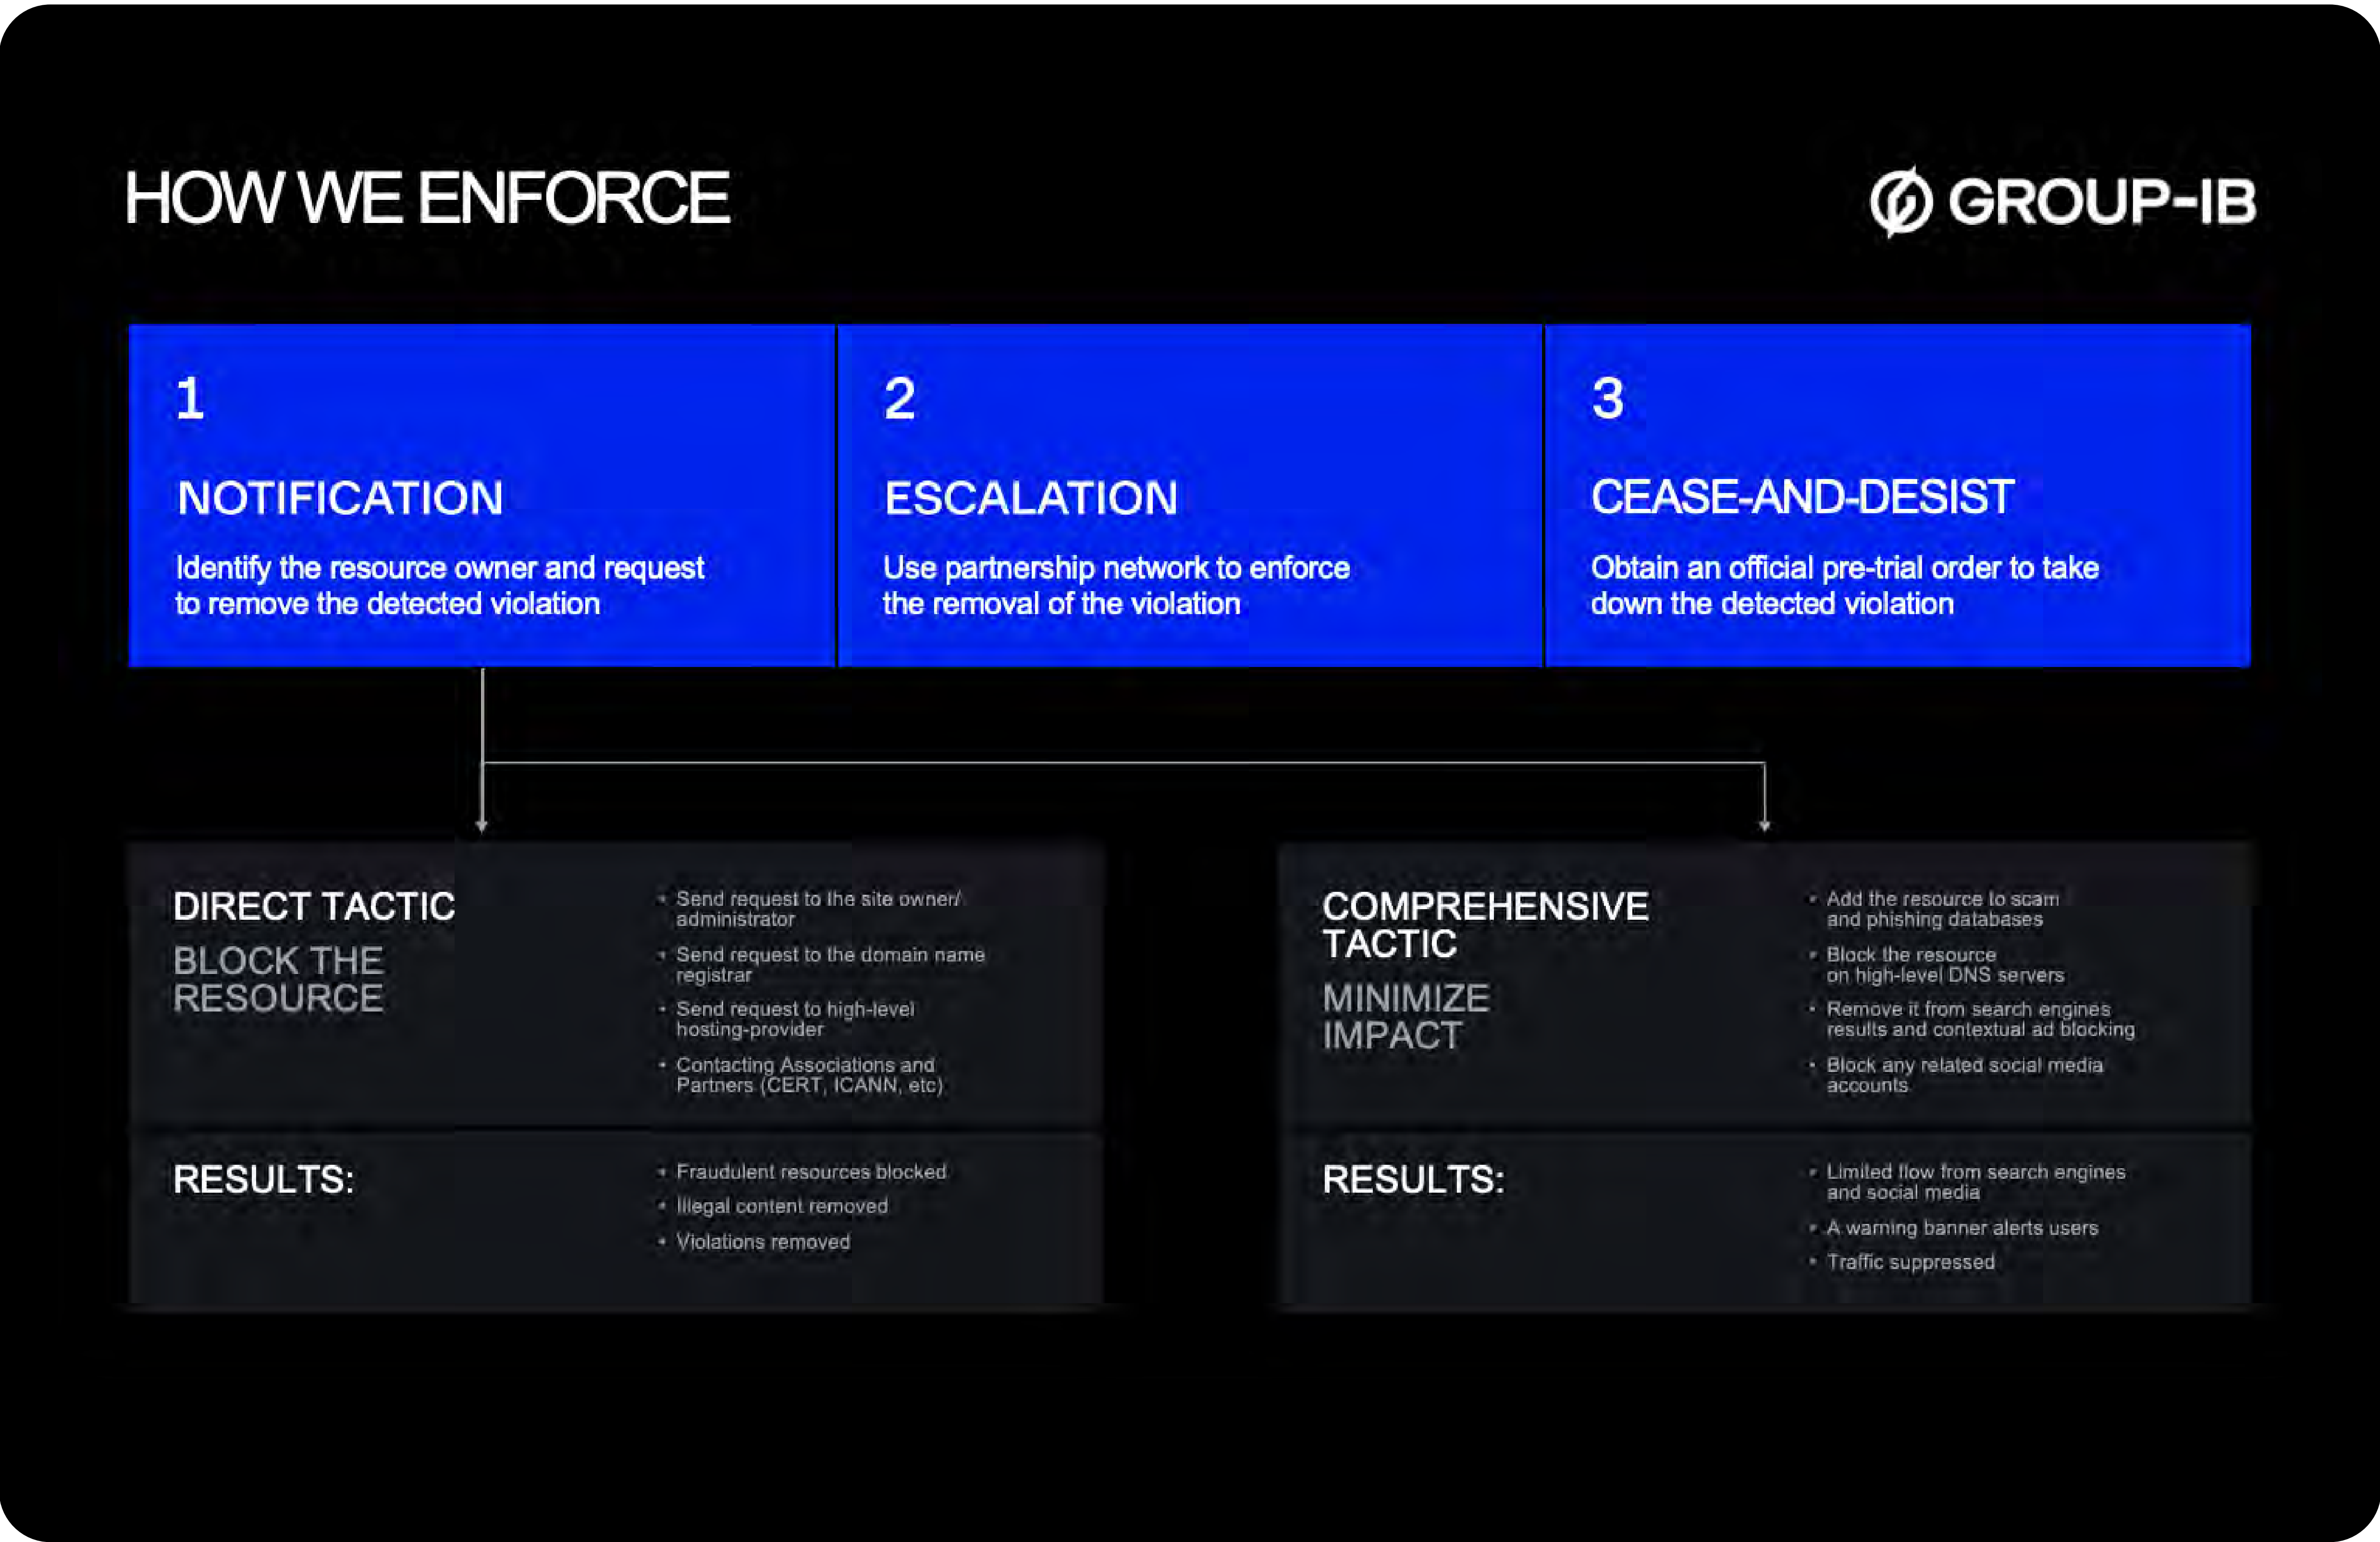 HOW WE ENFORCE
GROUP-IB
1
NOTIFICATION
Identify the resource owner and request
to remove the detected violation
2
ESCALATION
Use partnership network to enforce
the removal of the violation
3
CEASE-AND-DESIST
Obtain an official pre-trial order to take
down the detected violation
DIRECT TACTIC
BLOCK THE
RESOURCE
• Send request to the site owner/
administrator
• Send request to the domain name
registrar
• Send request to high-level
hosting-provider
• Contacting Associations and
Partners (CERT, ICANN, etc)
RESULTS:
• Fraudulent resources blocked
• Illegal content removed
• Violations removed
COMPREHENSIVE
TACTIC
MINIMIZE
IMPACT
• Add the resource to scam
and phishing databases
• Block the resource
on high-level DNS servers
• Remove it from search engines
results and contextual ad blocking
• Block any related social media
accounts
RESULTS:
• Limited flow from search engines
and social media
• A warning banner alerts users
• Traffic suppressed